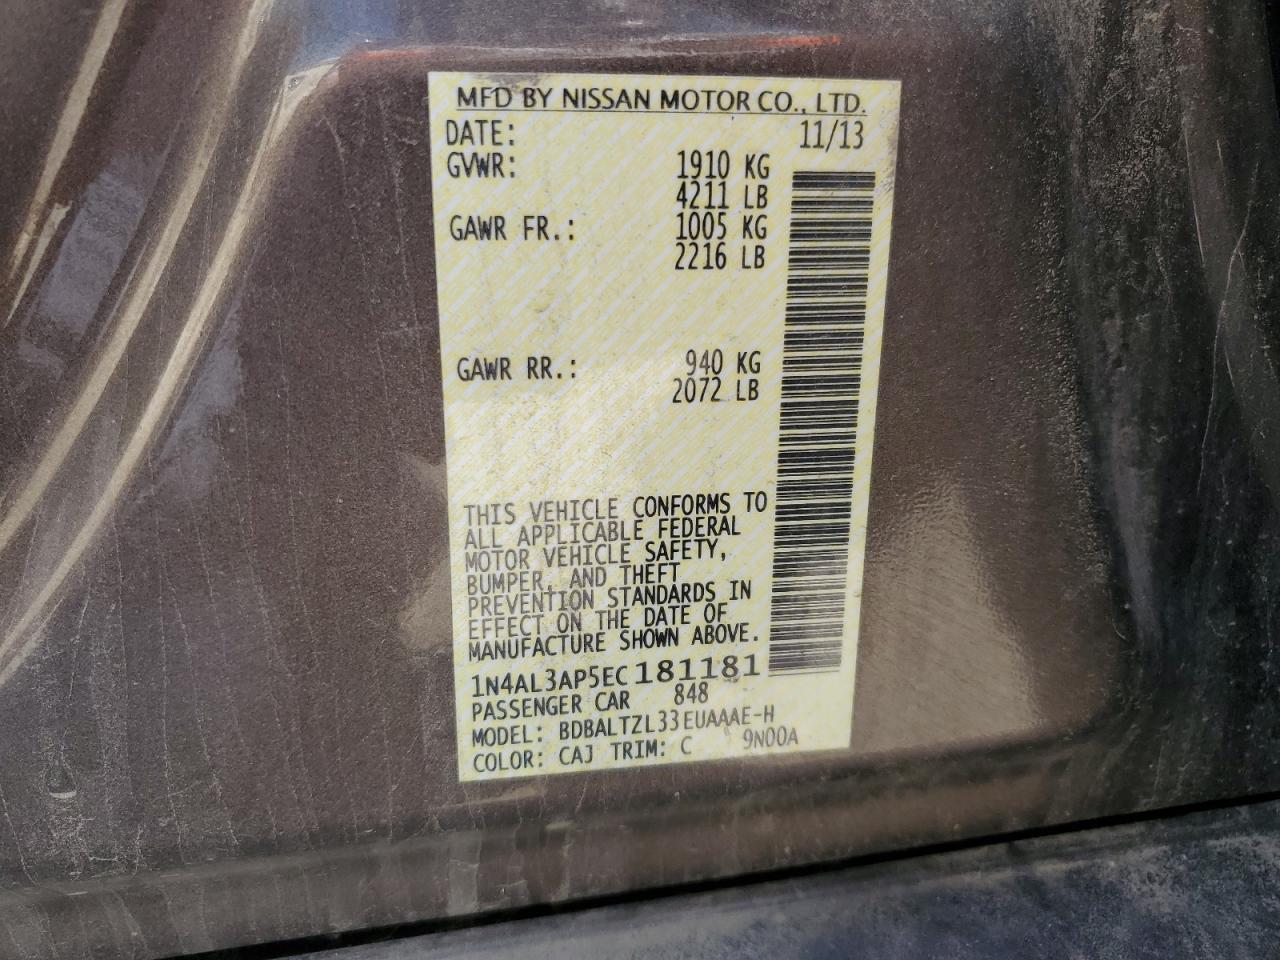 MFD BY NISSAN MOTOR CO., LTD.
DATE: 11/13
GVWR: 1910 KG
4211 LB
GAWR FR.: 1005 KG
2216 LB
GAWR RR.: 940 KG
2072 LB
THIS VEHICLE CONFORMS TO
ALL APPLICABLE FEDERAL
MOTOR VEHICLE SAFETY,
BUMPER, AND THEFT
PREVENTION STANDARDS IN
EFFECT ON THE DATE OF
MANUFACTURE SHOWN ABOVE.
1N4AL3AP5EC181181
PASSENGER CAR 848
MODEL: BDBALTZL33EUAAAE-H
COLOR: CAJ TRIM: C 9N00A